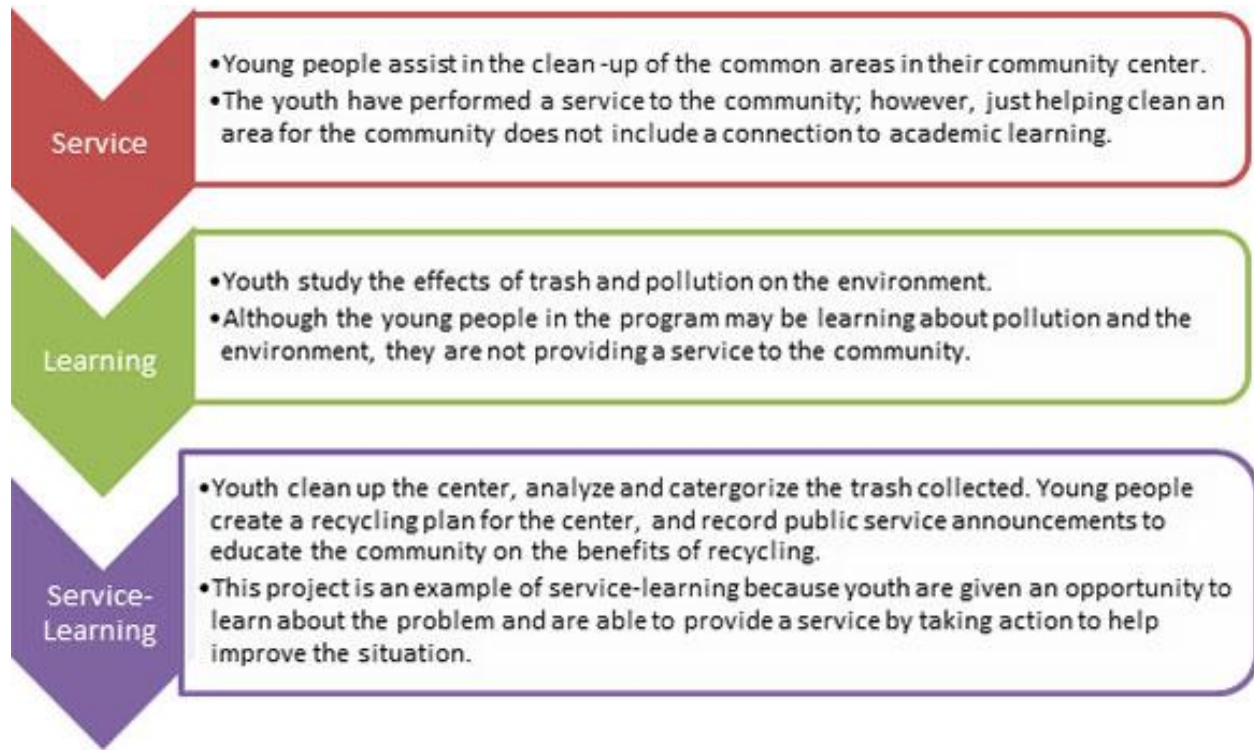 Service
•Young people assist in the clean -up of the common areas in their community center.
•The youth have performed a service to the community; however, just helping clean an
area for the community does not include a connection to academic learning.
Learning
•Youth study the effects of trash and pollution on the environment.
•Although the young people in the program may be learning about pollution and the
environment, they are not providing a service to the community.
Service-
Learning
•Youth clean up the center, analyze and catergorize the trash collected. Young people
create a recycling plan for the center, and record public service announcements to
educate the community on the benefits of recycling.
•This project is an example of service-learning because youth are given an opportunity to
learn about the problem and are able to provide a service by taking action to help
improve the situation.